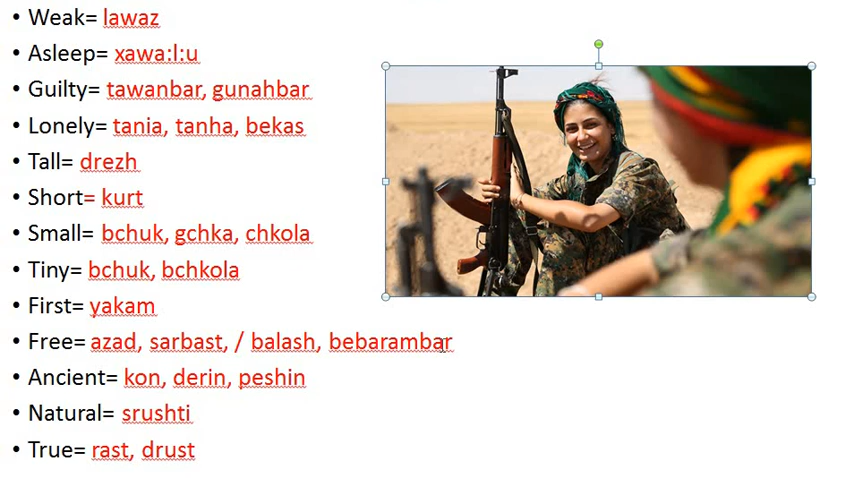 • Weak= lawaz
• Asleep= xawa:l:u
• Guilty= tawanbar, gunahbar
• Lonely= tania, tanha, bekas
• Tall= drezh
• Short= kurt
• Small= bchuk, gchka, chkola
• Tiny= bchuk, bchkola
• First= yakam
• Free= azad, sarbast, / balash, bebarambar
• Ancient= kon, derin, peshin
• Natural= srushti
• True= rast, drust